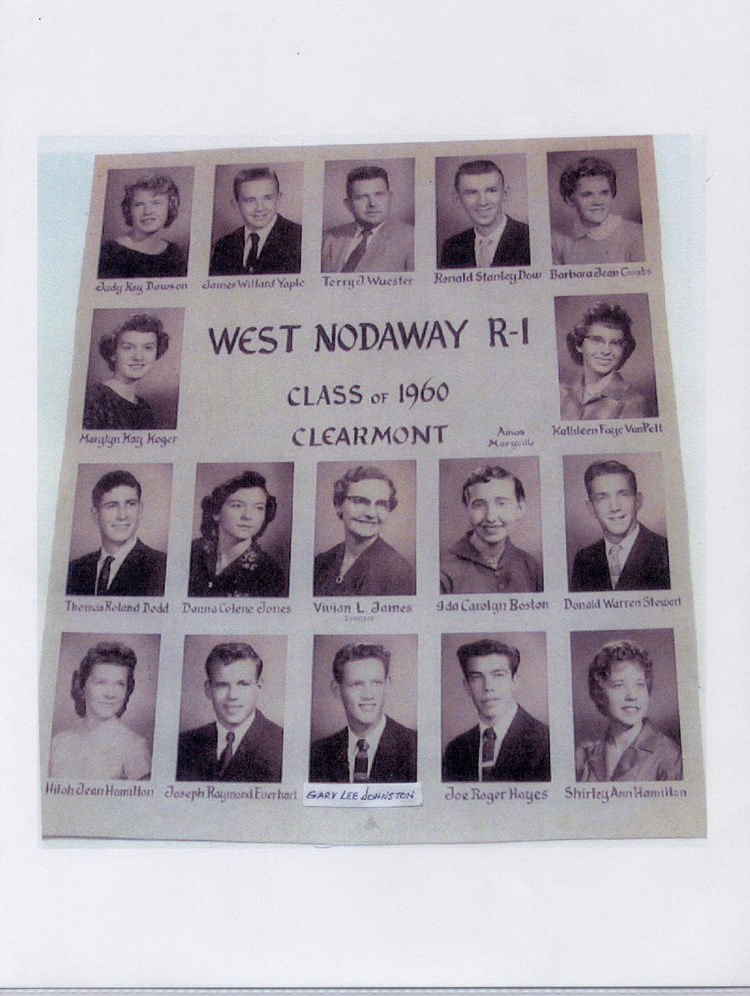 Judy Kay Dawson James Willard Yaple Terry J Wuester Ronald Stanley Dow Barbara Jean Combs
WEST NODAWAY R-1
CLASS OF 1960
CLEARMONT
Amos
Maryville
Marylyn Kay Koger Kathleen Faye VanPelt
Thomas Roland Dodd Donna Colene Jones Vivian L. James Ida Carolyn Boston Donald Warren Stewart
Sponsor
Hilah Jean Hamilton Joseph Raymond Everhart GARY LEE JOHNSTON Joe Roger Hayes Shirley Ann Hamilton